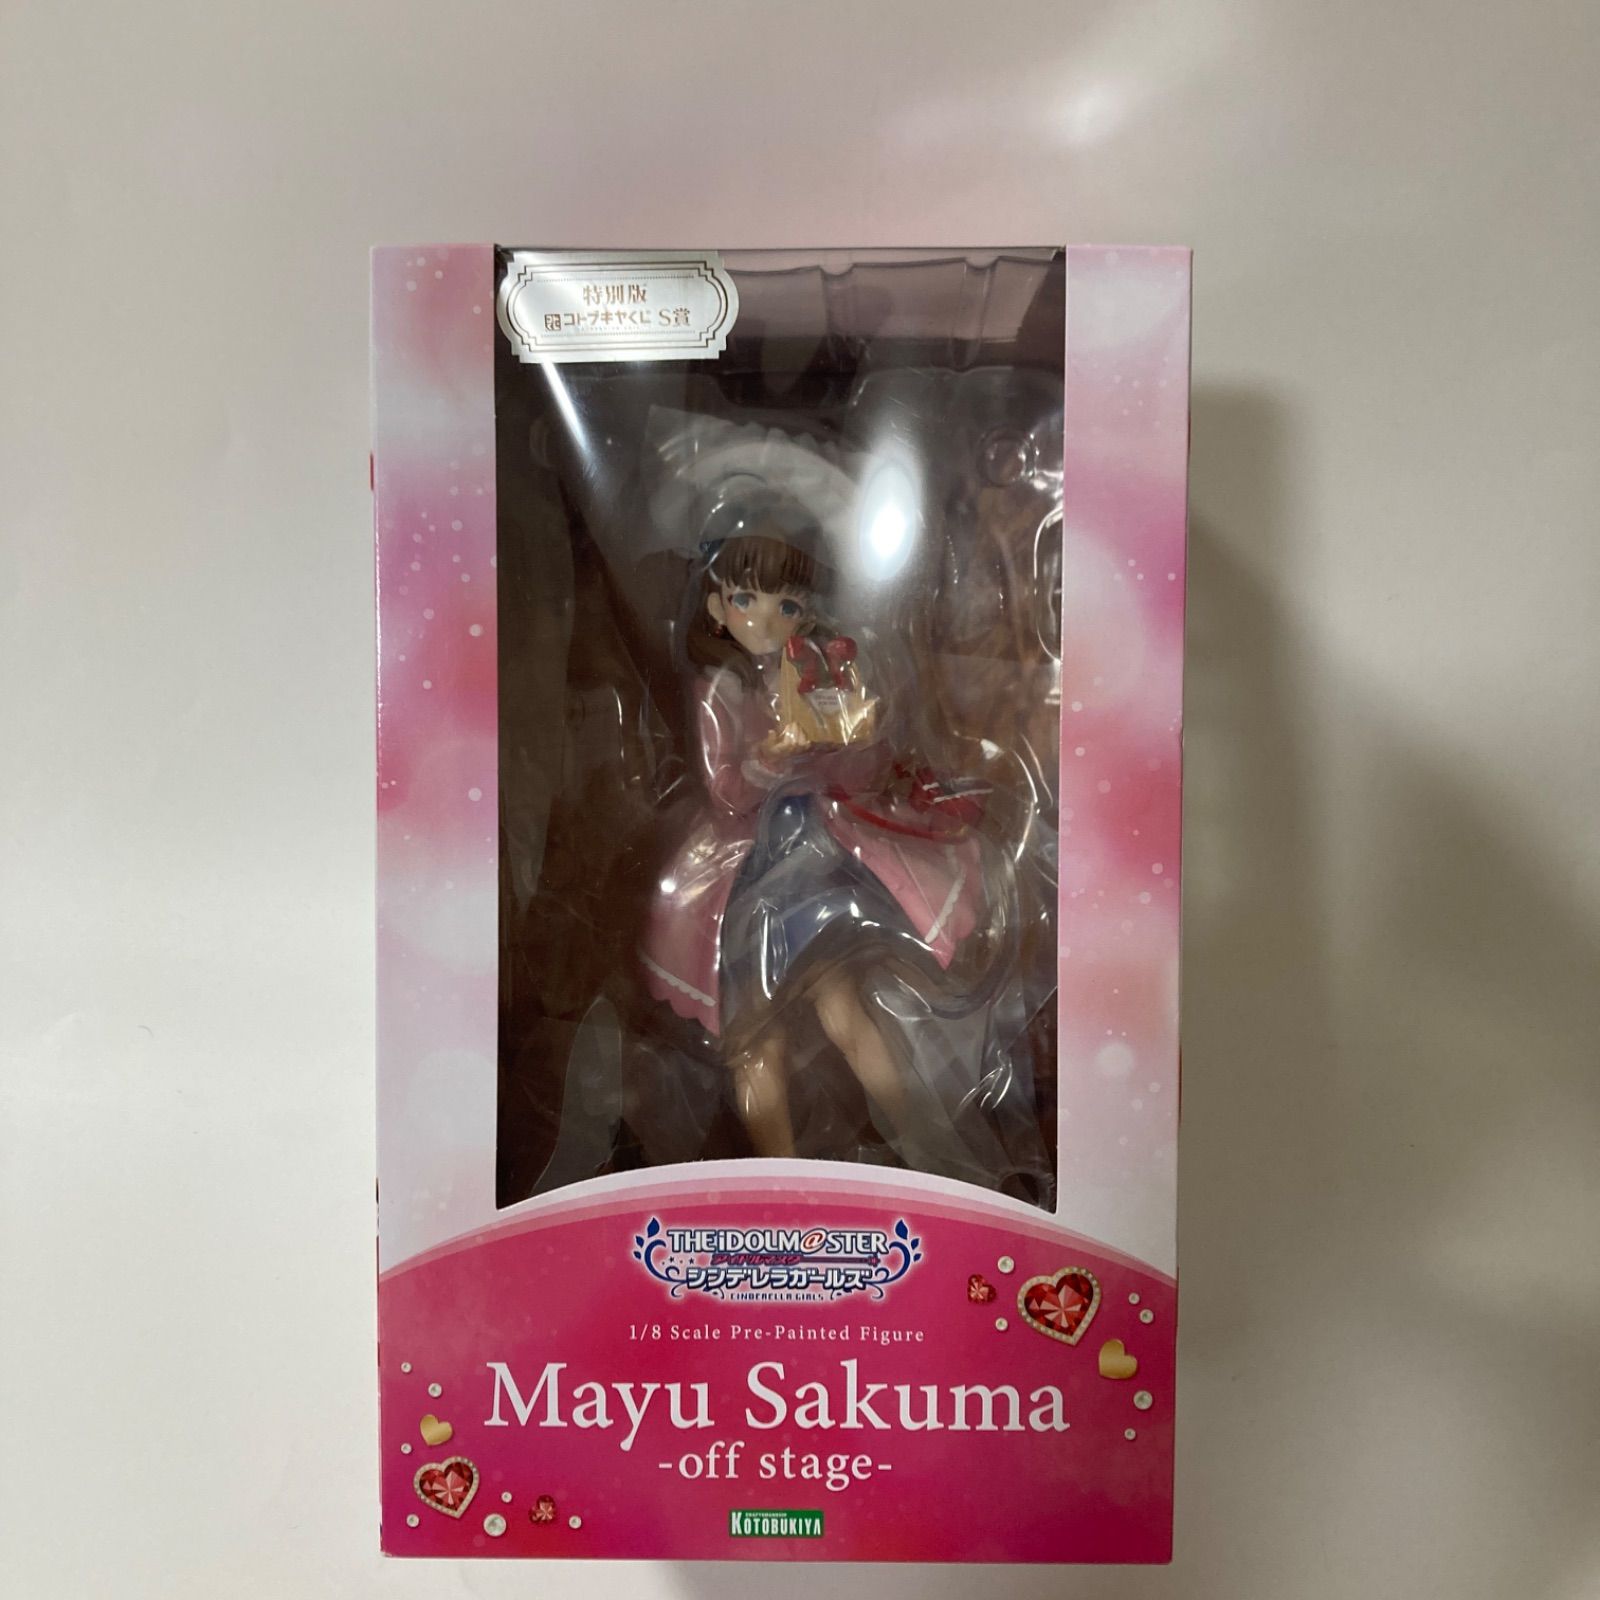 特別版
コトブキヤくじ S賞
THE iDOLM@STER
アイドルマスター
シンデレラガールズ
CINDERELLA GIRLS
1/8 Scale Pre-Painted Figure
Mayu Sakuma
-off stage-
KOTOBUKIYA